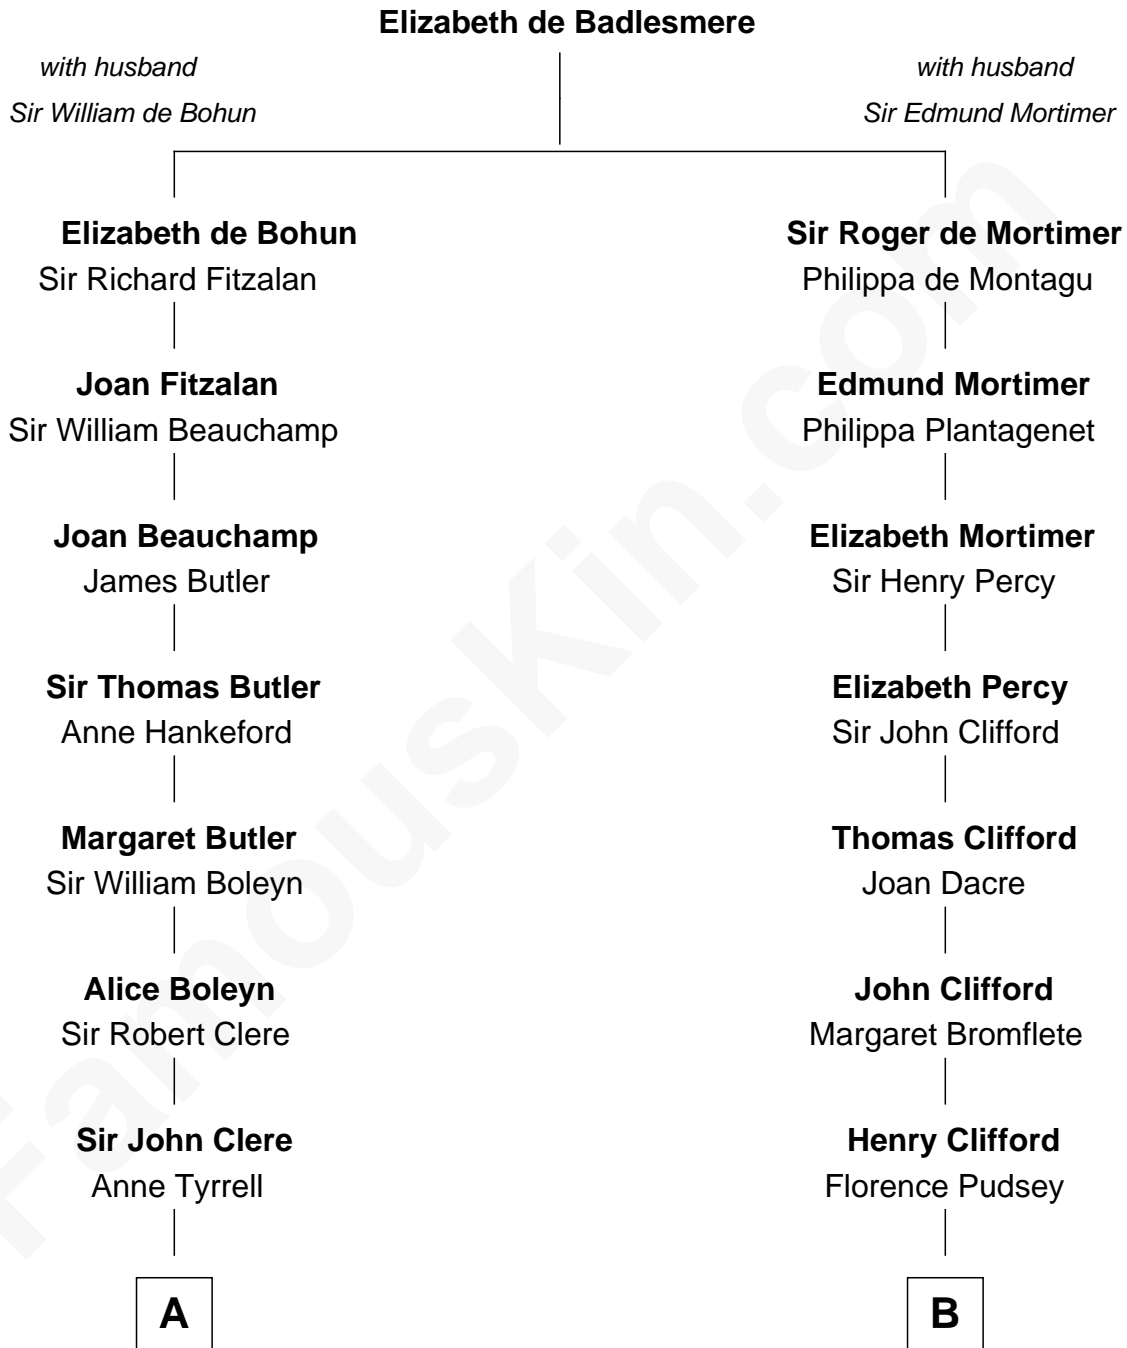 Elizabeth de Badlesmere
with husband
Sir William de Bohun
with husband
Sir Edmund Mortimer
Elizabeth de Bohun
Sir Richard Fitzalan
Sir Roger de Mortimer
Philippa de Montagu
Joan Fitzalan
Sir William Beauchamp
Edmund Mortimer
Philippa Plantagenet
Joan Beauchamp
James Butler
Elizabeth Mortimer
Sir Henry Percy
Sir Thomas Butler
Anne Hankeford
Elizabeth Percy
Sir John Clifford
Margaret Butler
Sir William Boleyn
Thomas Clifford
Joan Dacre
Alice Boleyn
Sir Robert Clere
John Clifford
Margaret Bromflete
Sir John Clere
Anne Tyrrell
Henry Clifford
Florence Pudsey
A
B
FamousKin.com